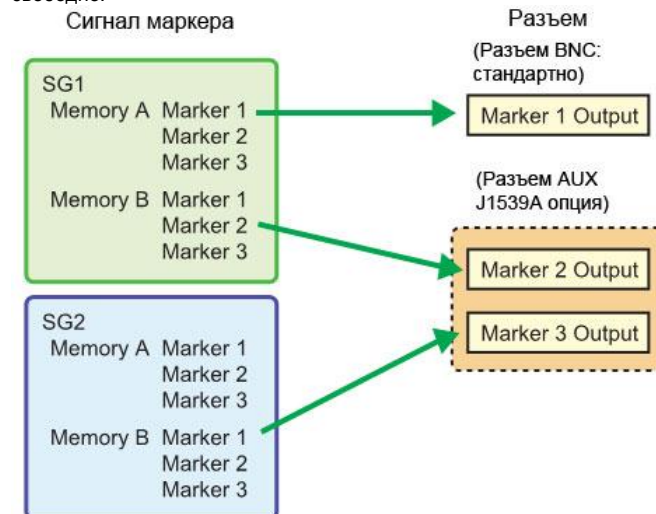 Сигнал маркера
SG1
Memory A Marker 1
Marker 2
Marker 3
Memory B Marker 1
Marker 2
Marker 3
SG2
Memory A Marker 1
Marker 2
Marker 3
Memory B Marker 1
Marker 2
Marker 3
Разъем
(Разъем BNC:
стандартно)
Marker 1 Output
(Разъем AUX
J1539A опция)
Marker 2 Output
Marker 3 Output